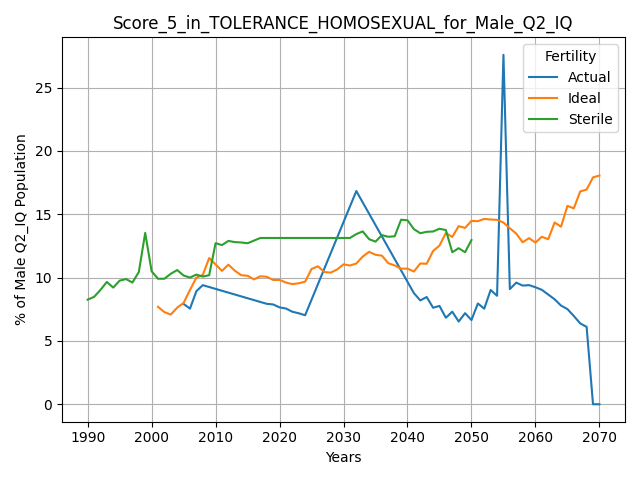 Score_5_in_TOLERANCE_HOMOSEXUAL_for_Male_Q2_IQ
Fertility
Actual
Ideal
Sterile
% of Male Q2_IQ Population
25
20
15
10
5
0
1990 2000 2010 2020 2030 2040 2050 2060 2070
Years